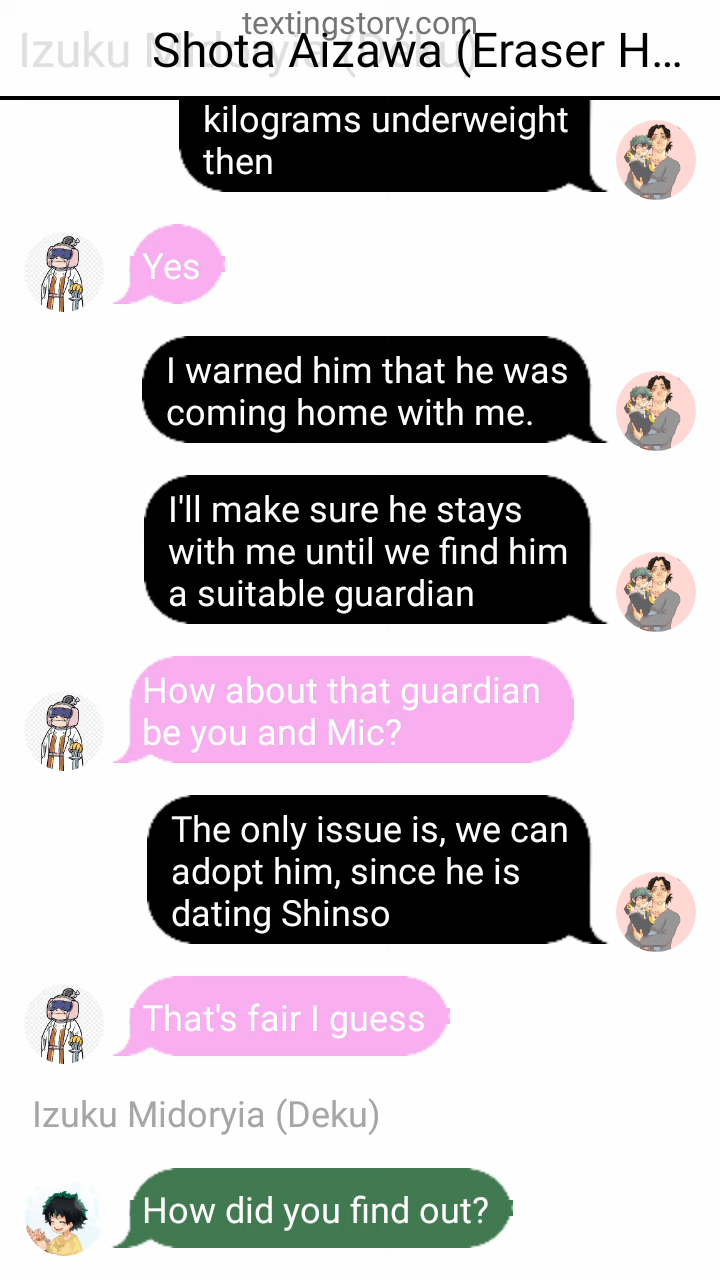 textingstory.com
Izuku Midoryia (Deku)
Shota Aizawa (Eraser H...
kilograms underweight
then
Yes
I warned him that he was
coming home with me.
I'll make sure he stays
with me until we find him
a suitable guardian
How about that guardian
be you and Mic?
The only issue is, we can
adopt him, since he is
dating Shinso
That's fair I guess
Izuku Midoryia (Deku)
How did you find out?